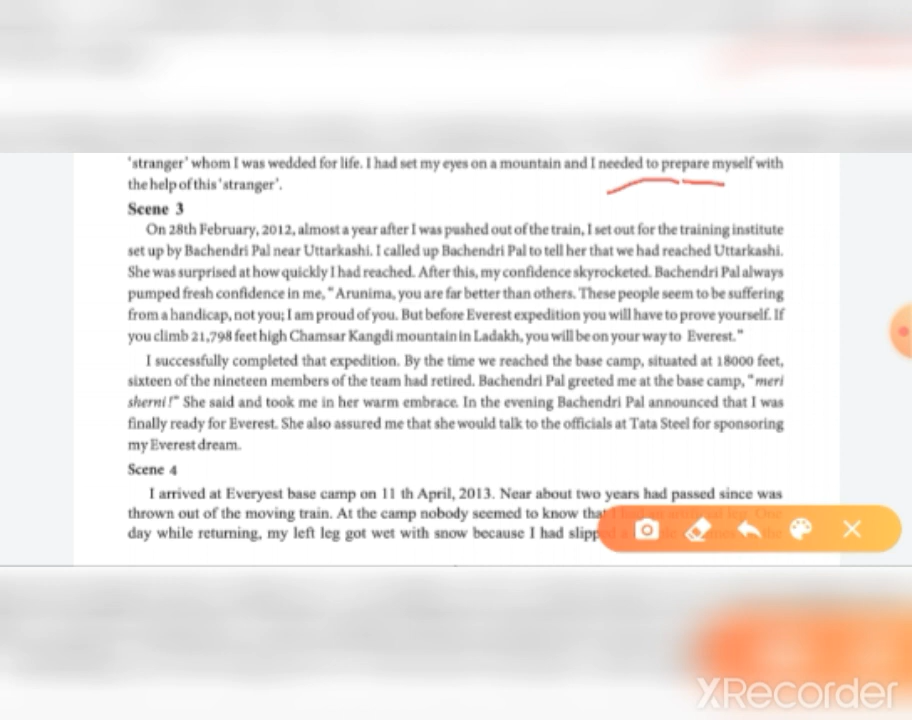 'stranger' whom I was wedded for life. I had set my eyes on a mountain and I needed to prepare myself with
the help of this 'stranger'.
Scene 3
On 28th February, 2012, almost a year after I was pushed out of the train, I set out for the training institute
set up by Bachendri Pal near Uttarkashi. I called up Bachendri Pal to tell her that we had reached Uttarkashi.
She was surprised at how quickly I had reached. After this, my confidence skyrocketed. Bachendri Pal always
pumped fresh confidence in me, "Arunima, you are far better than others. These people seem to be suffering
from a handicap, not you; I am proud of you. But before Everest expedition you will have to prove yourself. If
you climb 21,798 feet high Chamsar Kangdi mountain in Ladakh, you will be on your way to Everest."
I successfully completed that expedition. By the time we reached the base camp, situated at 18000 feet,
sixteen of the nineteen members of the team had retired. Bachendri Pal greeted me at the base camp, "meri
sherni!" She said and took me in her warm embrace. In the evening Bachendri Pal announced that I was
finally ready for Everest. She also assured me that she would talk to the officials at Tata Steel for sponsoring
my Everest dream.
Scene 4
I arrived at Everyest base camp on 11 th April, 2013. Near about two years had passed since was
thrown out of the moving train. At the camp nobody seemed to know that
day while returning, my left leg got wet with snow because I had slipped
XRecorder